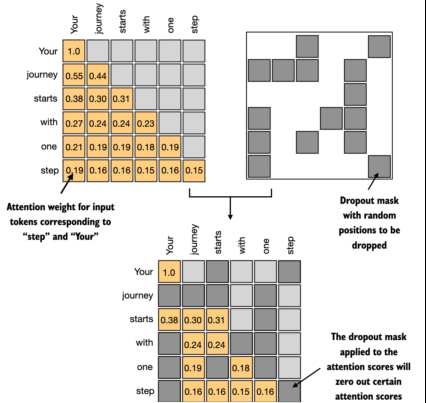 Your journey starts with one step
Your 1.0
journey 0.55 0.44
starts 0.38 0.30 0.31
with 0.27 0.24 0.24 0.23
one 0.21 0.19 0.19 0.18 0.19
step 0.19 0.16 0.16 0.15 0.16 0.15
Attention weight for input
tokens corresponding to
“step” and “Your”
Dropout mask
with random
positions to be
dropped
Your journey starts with one step
Your 1.0
journey
starts 0.38 0.30 0.31
with 0.24 0.24
one 0.19 0.18
step 0.16 0.16 0.15 0.16
The dropout mask
applied to the
attention scores will
zero out certain
attention scores